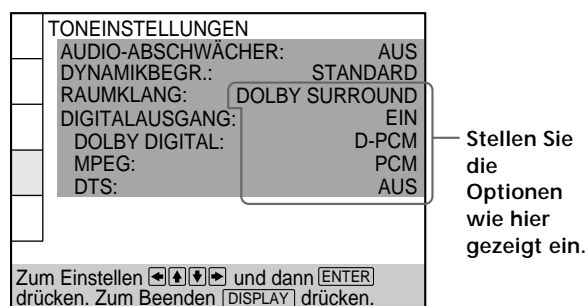 TONEINSTELLUNGEN
AUDIO-ABSCHWÄCHER: AUS
DYNAMIKBEGR.: STANDARD
RAUMKLANG: DOLBY SURROUND
DIGITALAUSGANG: EIN
DOLBY DIGITAL: D-PCM
MPEG: PCM
DTS: AUS
Zum Einstellen und dann ENTER
drücken. Zum Beenden DISPLAY drücken.
Stellen Sie
die
Optionen
wie hier
gezeigt ein.